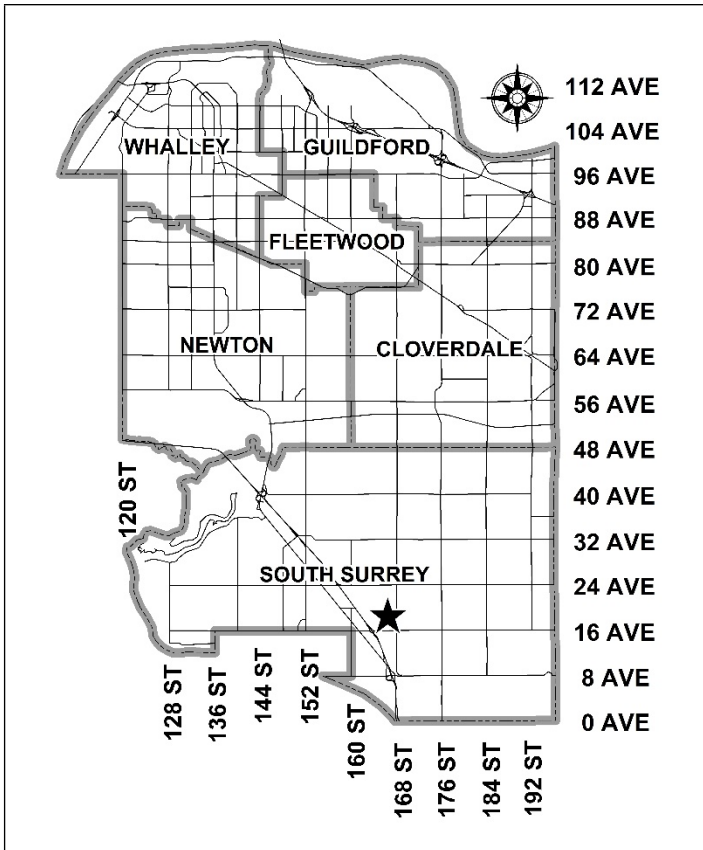 112 AVE
104 AVE
WHALLEY
GUILDFORD
96 AVE
88 AVE
FLEETWOOD
80 AVE
72 AVE
NEWTON
CLOVERDALE
64 AVE
56 AVE
48 AVE
120 ST
40 AVE
32 AVE
SOUTH SURREY
24 AVE
16 AVE
8 AVE
0 AVE
128 ST
136 ST
144 ST
152 ST
160 ST
168 ST
176 ST
184 ST
192 ST